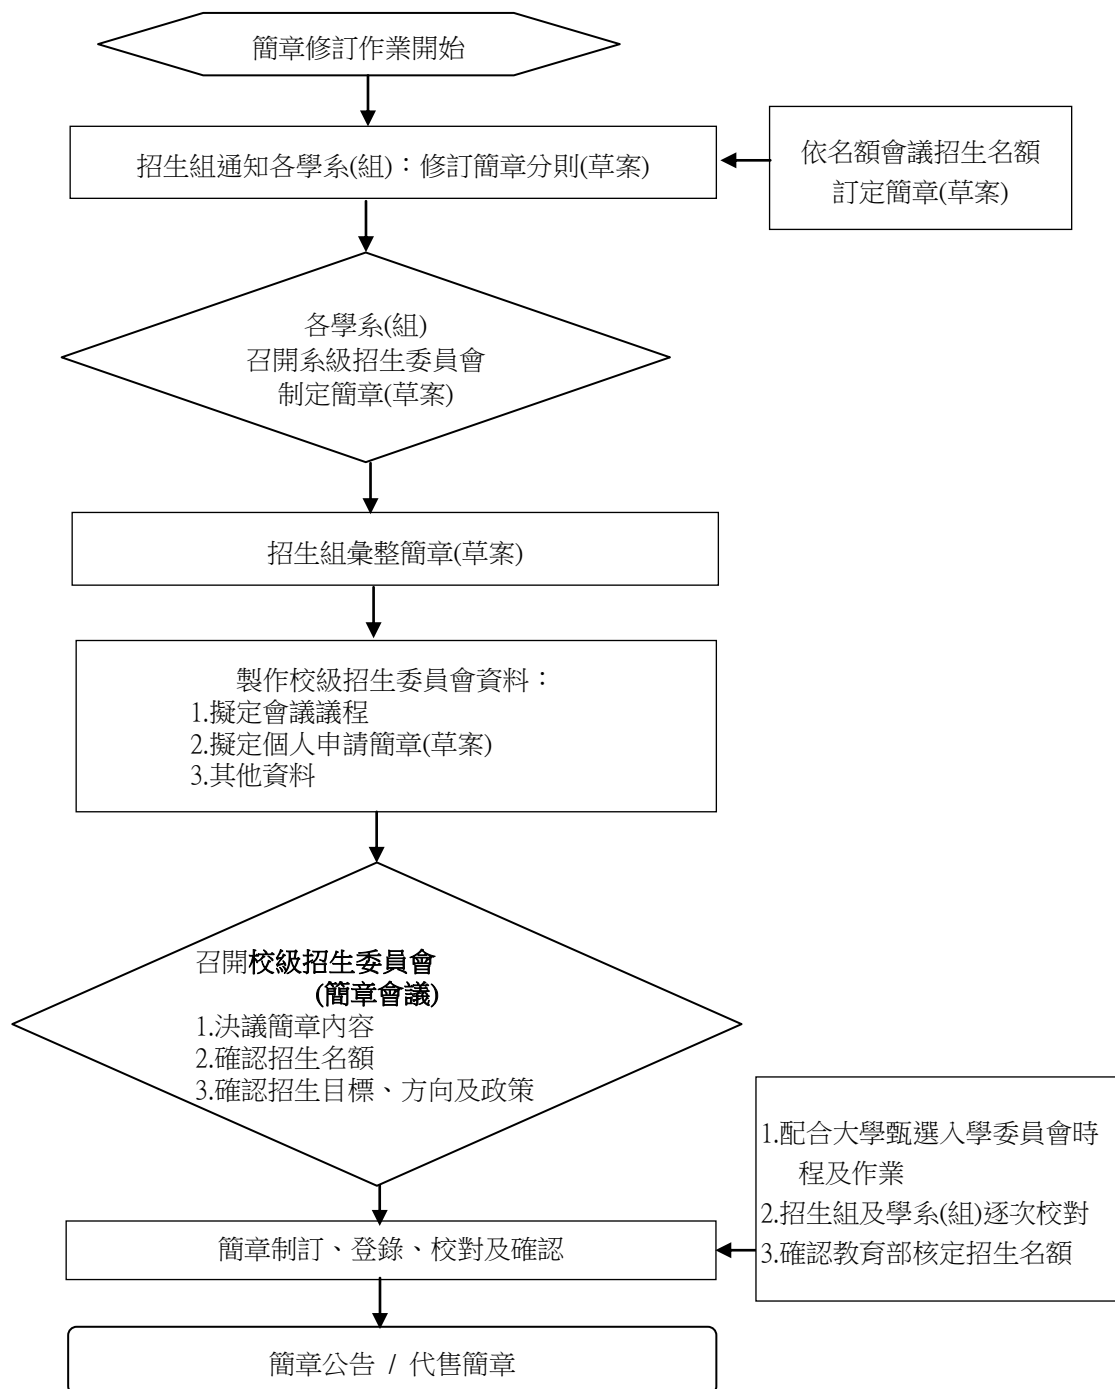 簡章修訂作業開始
招生組通知各學系(組)：修訂簡章分則(草案)
依名額會議招生名額
訂定簡章(草案)
各學系(組)
召開系級招生委員會
制定簡章(草案)
招生組彙整簡章(草案)
製作校級招生委員會資料：
1.擬定會議議程
2.擬定個人申請簡章(草案)
3.其他資料
召開校級招生委員會
(簡章會議)
1.決議簡章內容
2.確認招生名額
3.確認招生目標、方向及政策
1.配合大學甄選入學委員會時
程及作業
2.招生組及學系(組)逐次校對
3.確認教育部核定招生名額
簡章制訂、登錄、校對及確認
簡章公告 / 代售簡章